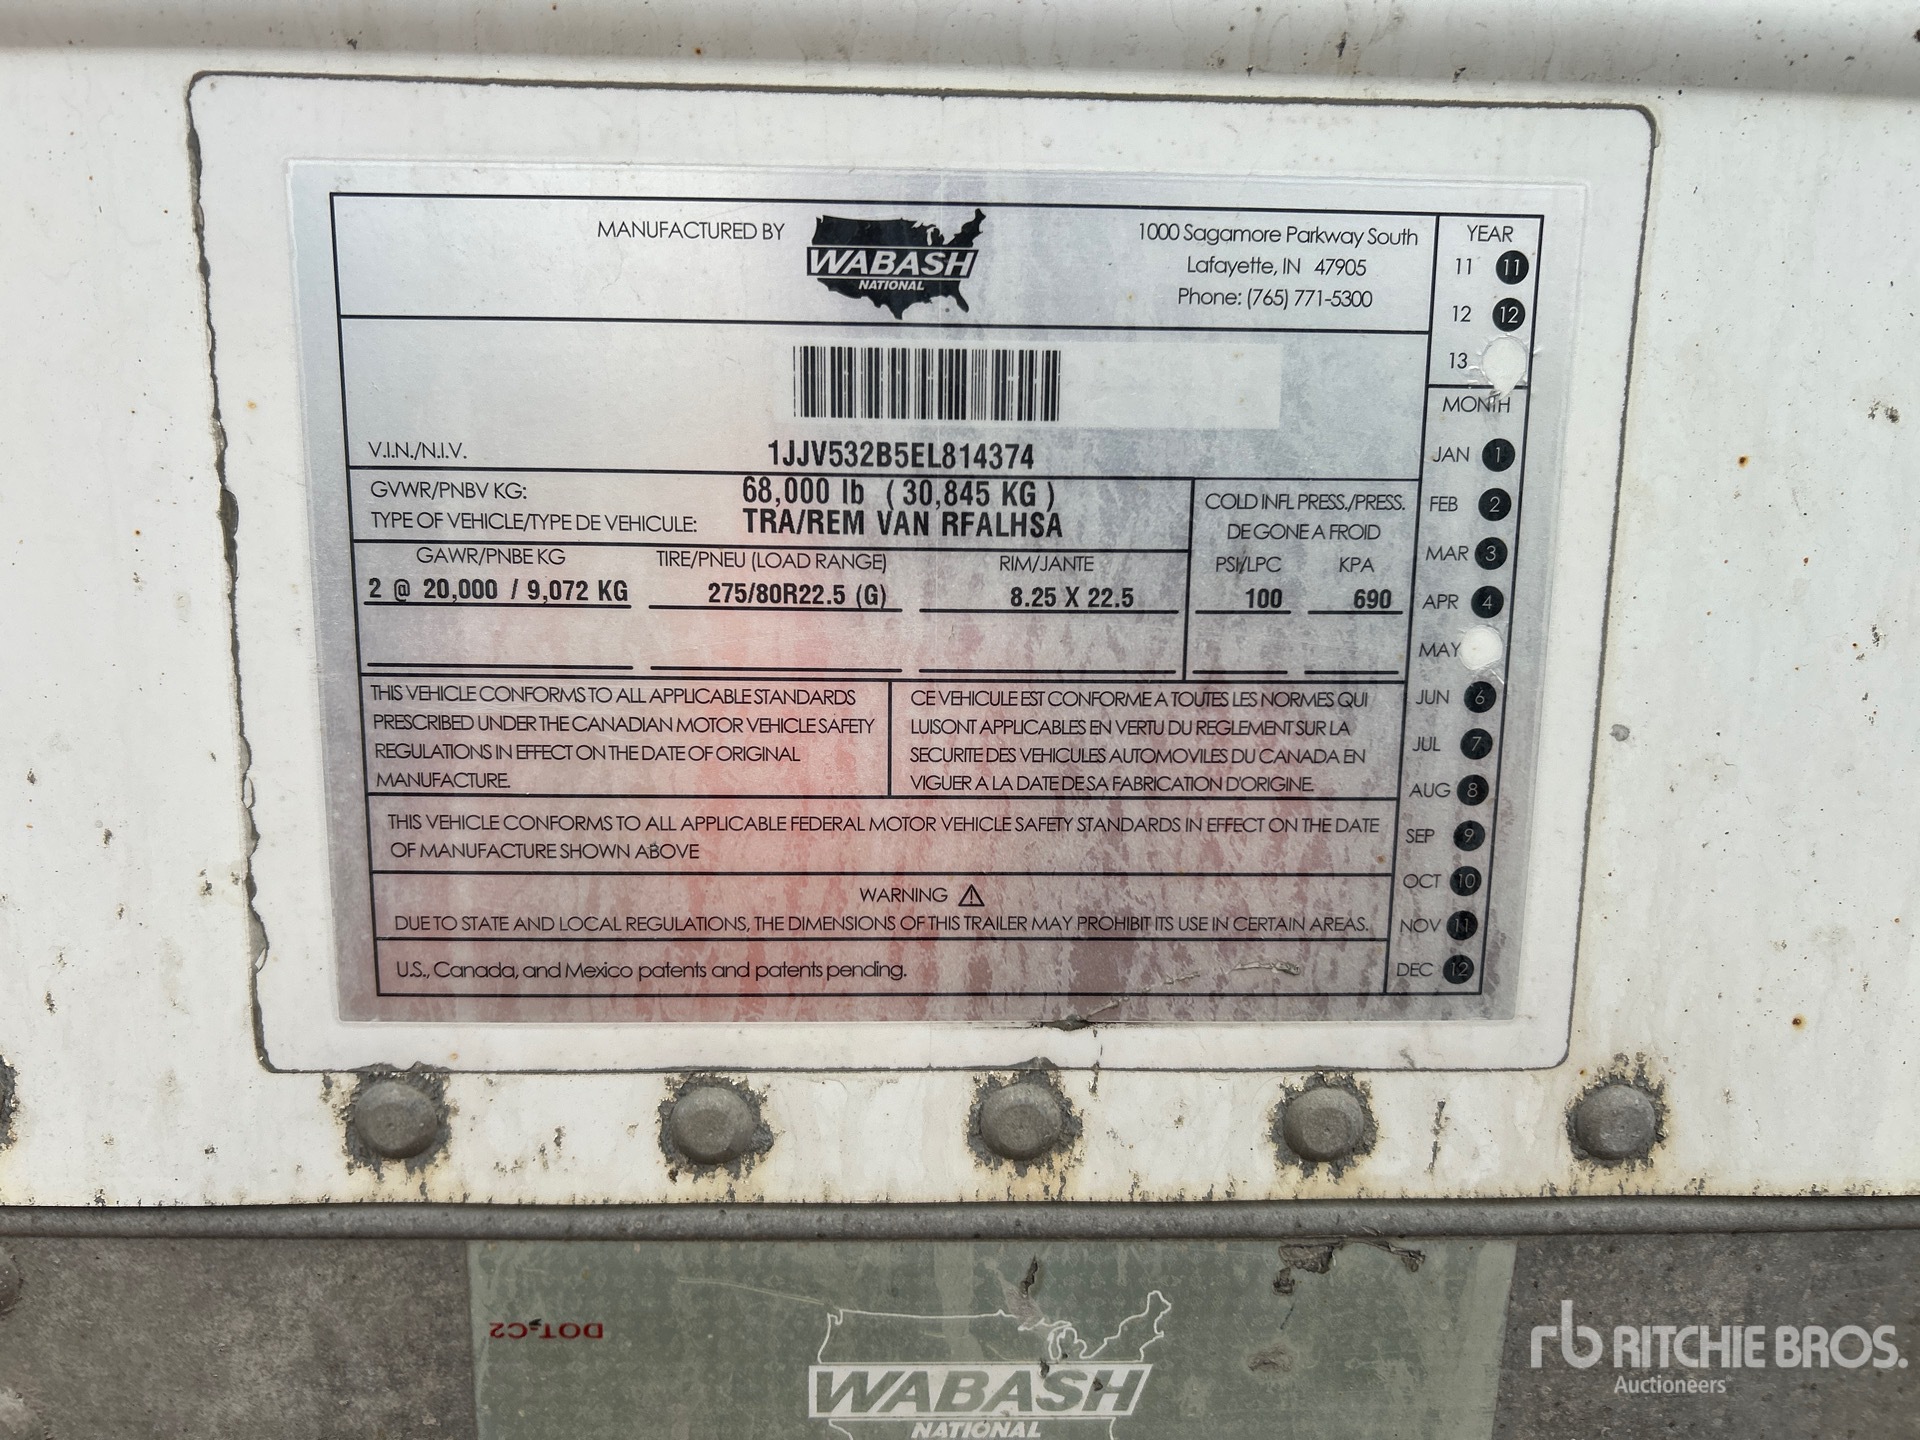 MANUFACTURED BY
WABASH
NATIONAL
1000 Sagamore Parkway South
Lafayette, IN 47905
Phone: (765) 771-5300
YEAR
11 11
12 12
13
MONTH
JAN 1
FEB 2
MAR 3
APR 4
MAY
JUN 6
JUL 7
AUG 8
SEP 9
OCT 10
NOV 11
DEC 12
V.I.N./N.I.V. 1JJV532B5EL814374
GVWR/PNBV KG: 68,000 lb ( 30,845 KG )
TYPE OF VEHICLE/TYPE DE VEHICULE: TRA/REM VAN RFALHSA
COLD INFL PRESS./PRESS.
DE GONE A FROID
GAWR/PNBE KG TIRE/PNEU (LOAD RANGE) RIM/JANTE PSI/LPC KPA
2 @ 20,000 / 9,072 KG 275/80R22.5 (G) 8.25 X 22.5 100 690
THIS VEHICLE CONFORMS TO ALL APPLICABLE STANDARDS
PRESCRIBED UNDER THE CANADIAN MOTOR VEHICLE SAFETY
REGULATIONS IN EFFECT ON THE DATE OF ORIGINAL
MANUFACTURE.
CE VEHICULE EST CONFORME A TOUTES LES NORMES QUI
LUISONT APPLICABLES EN VERTU DU REGLEMENT SUR LA
SECURITE DES VEHICULES AUTOMOVILES DU CANADA EN
VIGUER A LA DATE DE SA FABRICATION D'ORIGINE.
THIS VEHICLE CONFORMS TO ALL APPLICABLE FEDERAL MOTOR VEHICLE SAFETY STANDARDS IN EFFECT ON THE DATE
OF MANUFACTURE SHOWN ABOVE
WARNING
DUE TO STATE AND LOCAL REGULATIONS, THE DIMENSIONS OF THIS TRAILER MAY PROHIBIT ITS USE IN CERTAIN AREAS.
U.S., Canada, and Mexico patents and patents pending.
DOT-C2
WABASH
NATIONAL
rb RITCHIE BROS.
Auctioneers